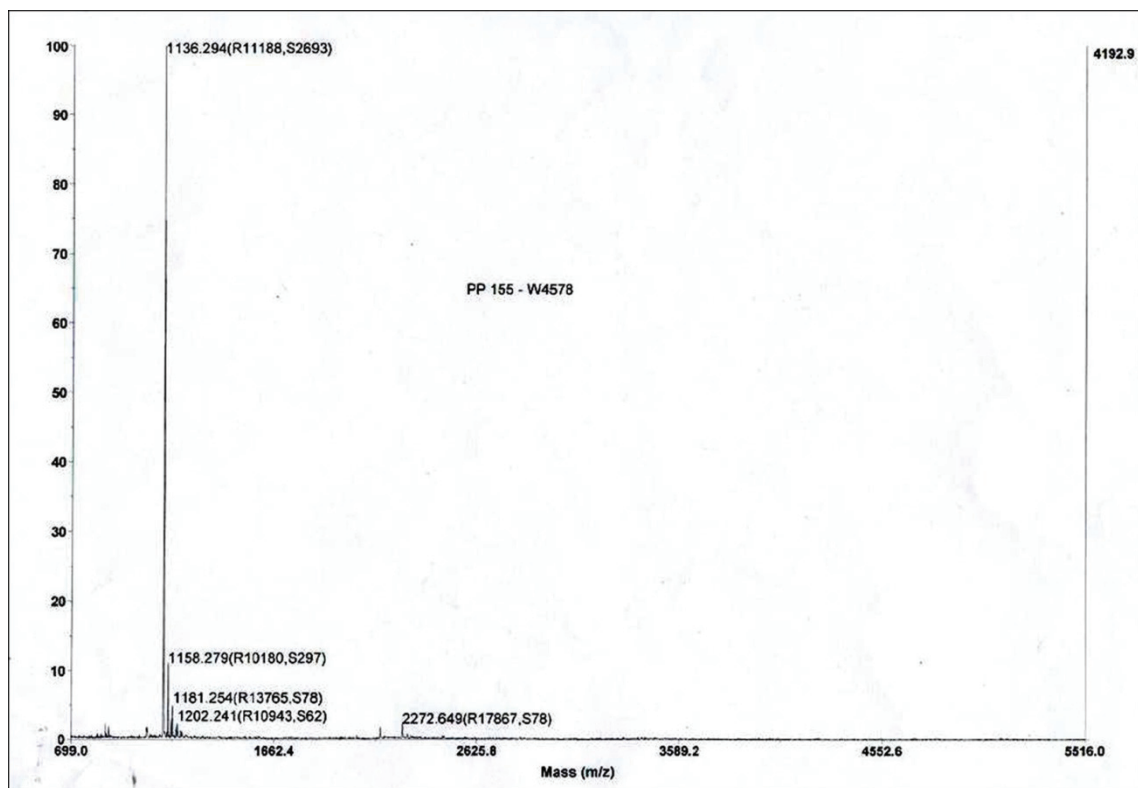 100
1136.294(R11188,S2693)
4192.9
90
80
70
PP 155 - W4578
60
50
40
30
20
10
1158.279(R10180,S297)
1181.254(R13765,S78)
1202.241(R10943,S62)
2272.649(R17867,S78)
0
699.0 1662.4 2625.8 3589.2 4552.6 5516.0
Mass (m/z)